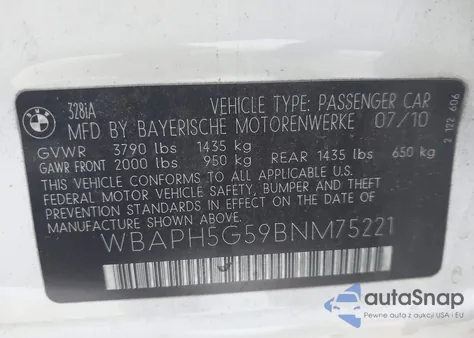 BMW
328iA
VEHICLE TYPE: PASSENGER CAR
MFD BY BAYERISCHE MOTORENWERKE 07/10
GVWR 3790 lbs 1435 kg
GAWR FRONT 2000 lbs 950 kg REAR 1435 lbs 650 kg
THIS VEHICLE CONFORMS TO ALL APPLICABLE
FEDERAL MOTOR VEHICLE SAFETY, BUMPER AND THEFT
PREVENTION STANDARDS IN EFFECT ON THE DATE OF
MANUFACTURE SHOWN ABOVE.
WBAPH5G59BNM75221
2 122 606
autoSnap
Pewne auta z aukcji USA i EU